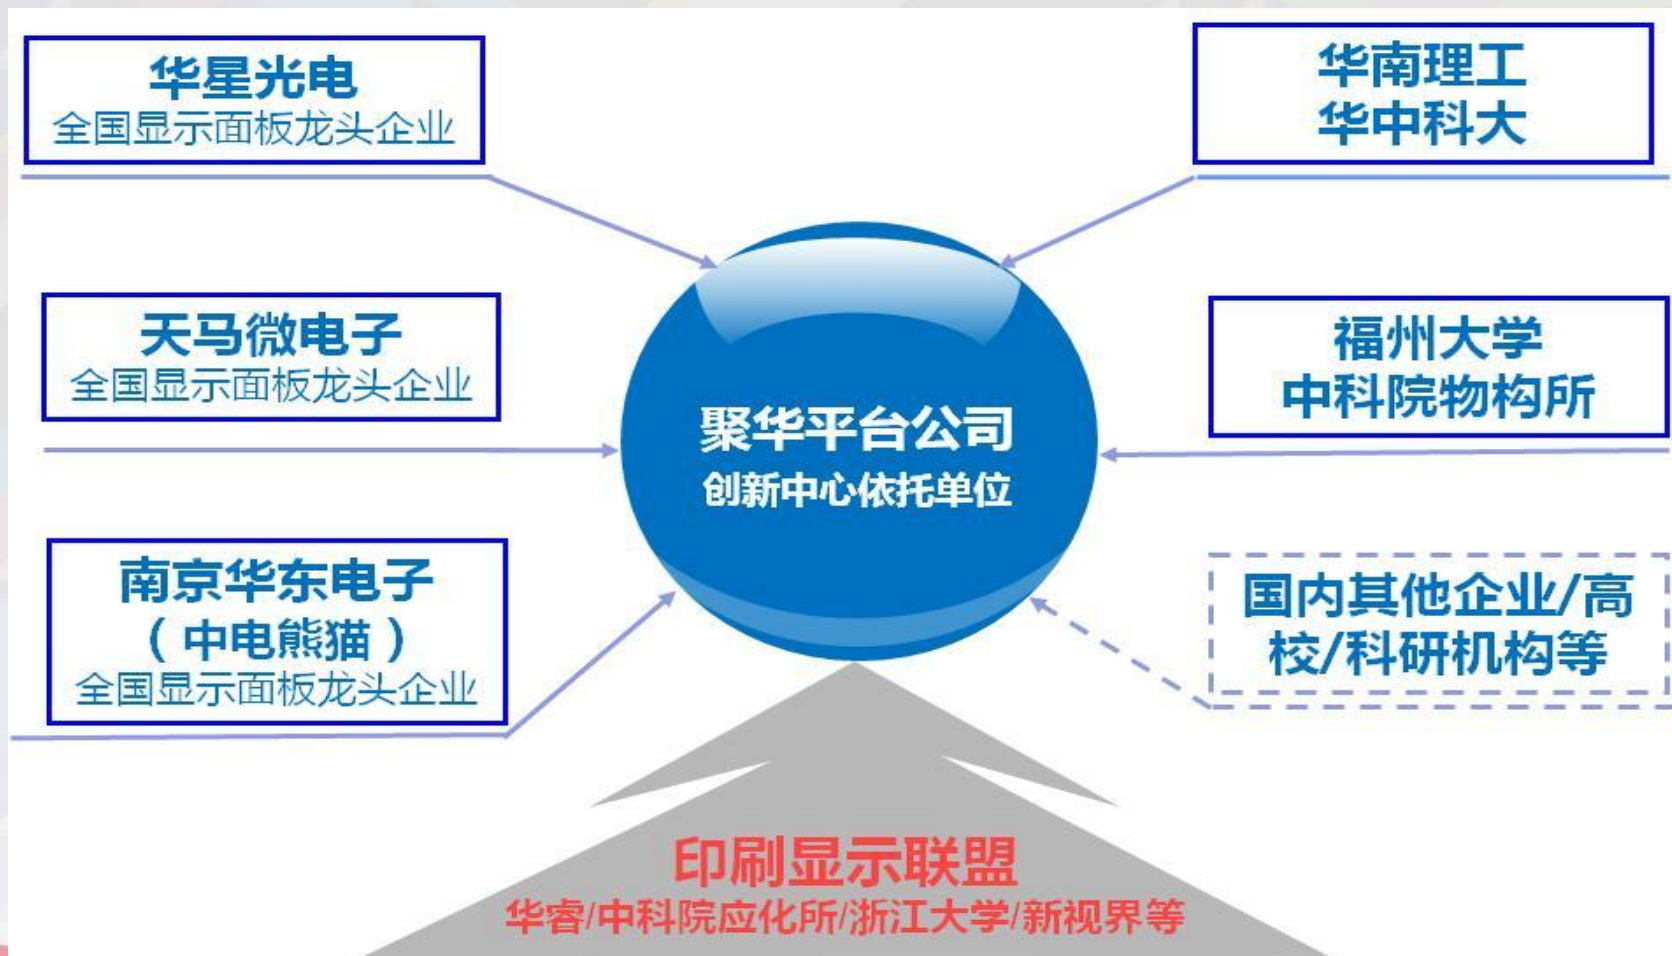 华星光电
全国显示面板龙头企业
天马微电子
全国显示面板龙头企业
南京华东电子
（中电熊猫）
全国显示面板龙头企业
聚华平台公司
创新中心依托单位
华南理工
华中科大
福州大学
中科院物构所
国内其他企业/高
校/科研机构等
印刷显示联盟
华睿/中科院应化所/浙江大学/新视界等